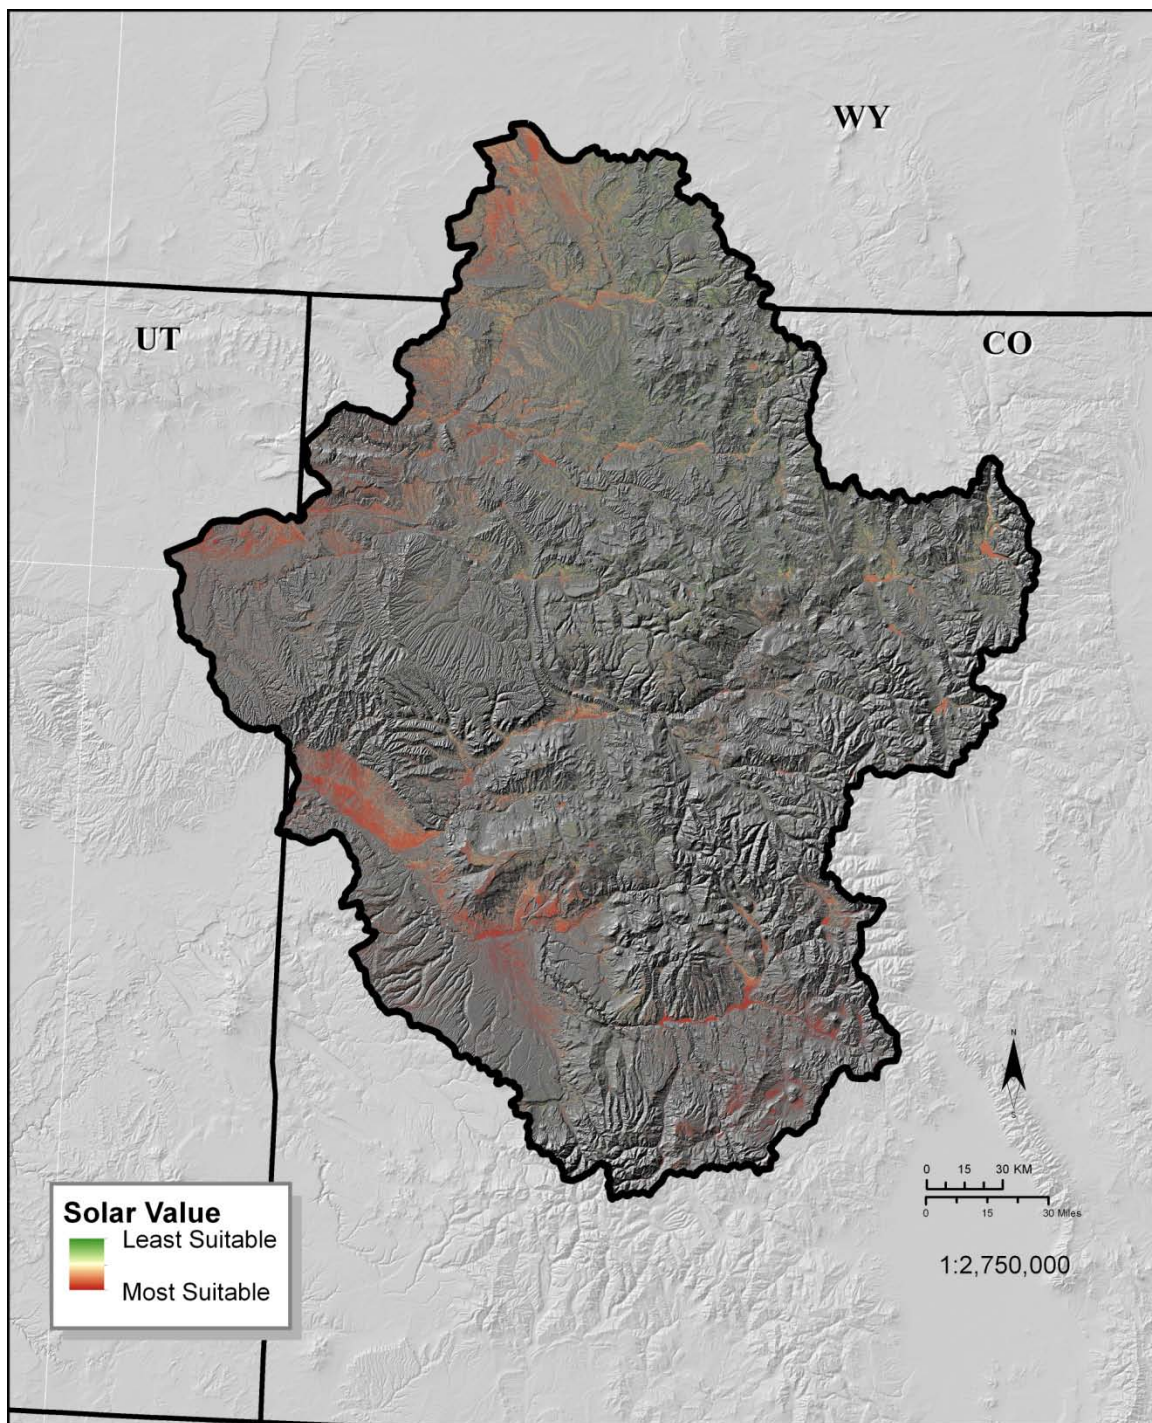 WY
UT
CO
N
0 15 30 KM
0 15 30 Miles
1:2,750,000
Solar Value
Least Suitable
Most Suitable